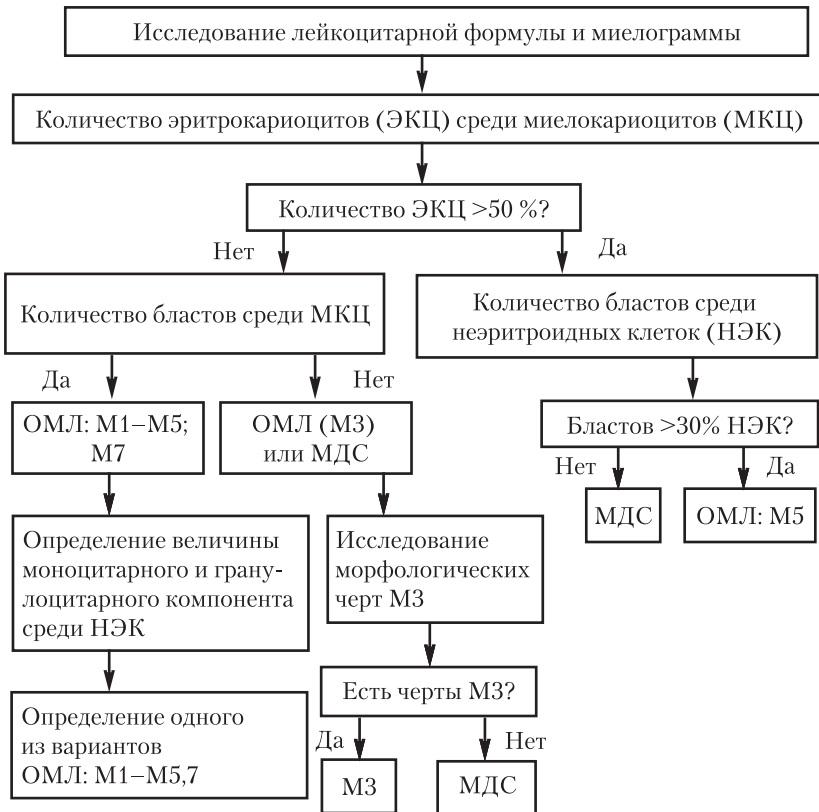 Исследование лейкоцитарной формулы и миелограммы
Количество эритрокариоцитов (ЭКЦ) среди миелокариоцитов (МКЦ)
Количество ЭКЦ >50 %?
Нет
Да
Количество бластов среди МКЦ
Количество бластов среди
неэритроидных клеток (НЭК)
Да
Нет
ОМЛ: М1–М5;
М7
ОМЛ (М3)
или МДС
Бластов >30% НЭК?
Нет
Да
МДС
ОМЛ: М5
Определение величины
моноцитарного и грану-
лоцитарного компонента
среди НЭК
Исследование
морфологических
черт М3
Есть черты М3?
Определение одного
из вариантов
ОМЛ: М1–М5,7
Да
Нет
М3
МДС